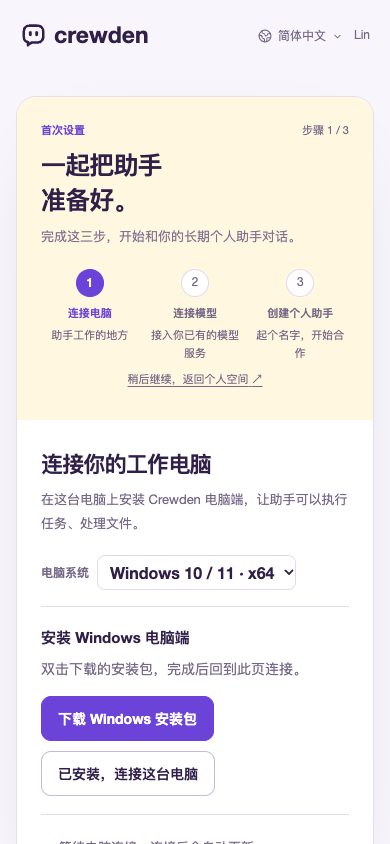 crewden
简体中文
Lin
首次设置
步骤 1 / 3
一起把助手
准备好。
完成这三步，开始和你的长期个人助手对话。
1
2
3
连接电脑
连接模型
创建个人助手
助手工作的地方
接入你已有的模型
服务
起个名字，开始合
作
稍后继续，返回个人空间 ↗
连接你的工作电脑
在这台电脑上安装 Crewden 电脑端，让助手可以执行
任务、处理文件。
电脑系统
Windows 10 / 11 · x64
安装 Windows 电脑端
双击下载的安装包，完成后回到此页连接。
下载 Windows 安装包
已安装，连接这台电脑